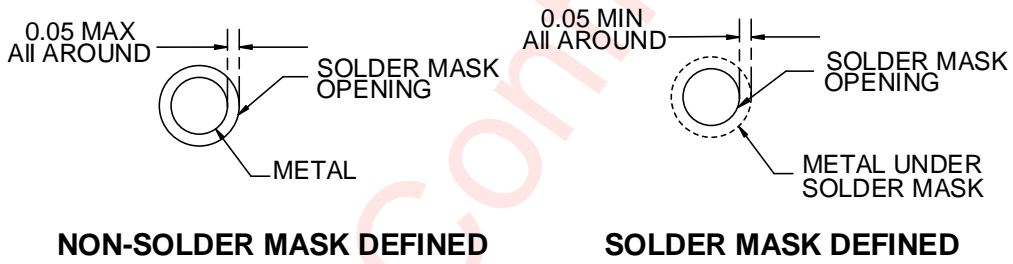 0.05 MAX
All AROUND
SOLDER MASK
OPENING
METAL
NON-SOLDER MASK DEFINED
0.05 MIN
All AROUND
SOLDER MASK
OPENING
METAL UNDER
SOLDER MASK
SOLDER MASK DEFINED